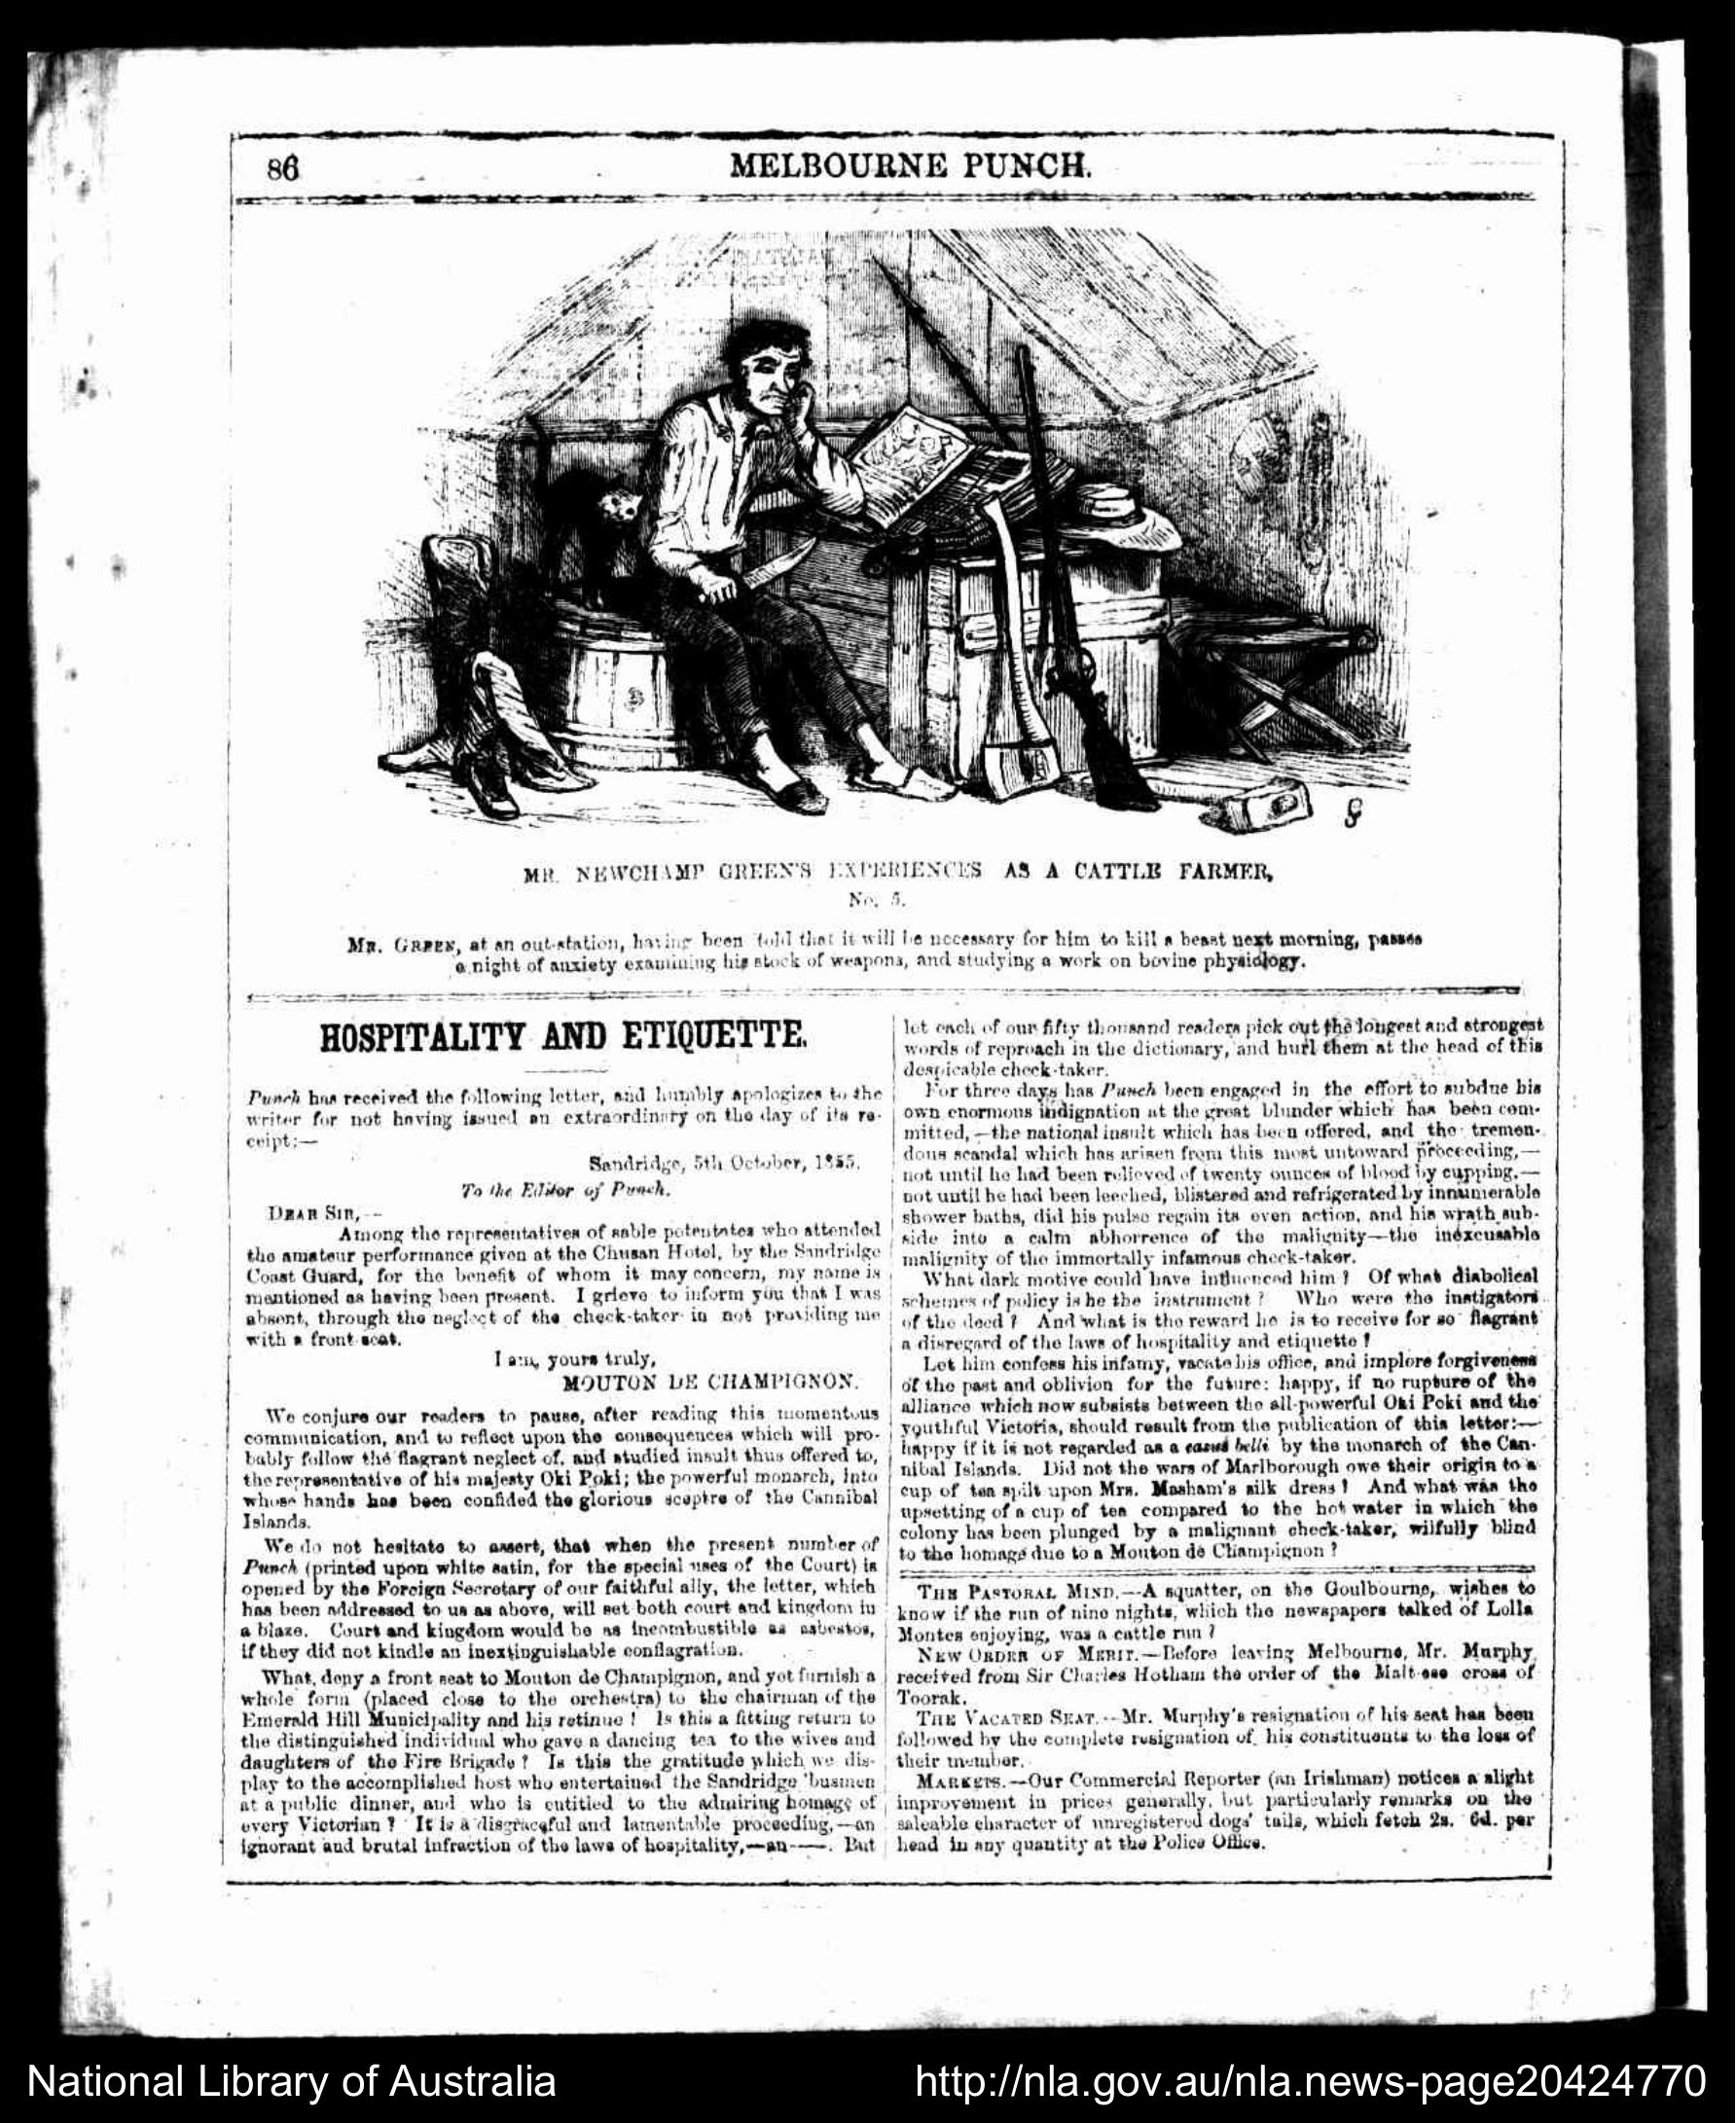 86
MELBOURNE PUNCH.
G
MR. NEWCHAMP GREEN'S EXPERIENCES AS A CATTLE FARMER,
No. 5.
MR. GREEN, at an out-station, having been told that it will be necessary for him to kill a beast next morning, passes
a night of anxiety examining his stock of weapons, and studying a work on bovine physiology.
HOSPITALITY AND ETIQUETTE.
Punch has received the following letter, and humbly apologizes to the
writer for not having issued an extraordinary on the day of its re-
ceipt:—
Sandridge, 5th October, 1855.
To the Editor of Punch.
DEAR SIR,--
Among the representatives of sable potentates who attended
the amateur performance given at the Chusan Hotel, by the Sandridge
Coast Guard, for the benefit of whom it may concern, my name is
mentioned as having been present. I grieve to inform you that I was
absent, through the neglect of the check-taker in not providing me
with a front seat.
I am, yours truly,
MOUTON DE CHAMPIGNON.
We conjure our readers to pause, after reading this momentous
communication, and to reflect upon the consequences which will pro-
bably follow the flagrant neglect of, and studied insult thus offered to,
the representative of his majesty Oki Poki; the powerful monarch, into
whose hands has been confided the glorious sceptre of the Cannibal
Islands.
We do not hesitate to assert, that when the present number of
Punch (printed upon white satin, for the special uses of the Court) is
opened by the Foreign Secretary of our faithful ally, the letter, which
has been addressed to us as above, will set both court and kingdom in
a blaze. Court and kingdom would be as incombustible as asbestos,
if they did not kindle an inextinguishable conflagration.
What, deny a front seat to Mouton de Champignon, and yet furnish a
whole form (placed close to the orchestra) to the chairman of the
Emerald Hill Municipality and his retinue! Is this a fitting return to
the distinguished individual who gave a dancing tea to the wives and
daughters of the Fire Brigade? Is this the gratitude which we dis-
play to the accomplished host who entertained the Sandridge 'busmen
at a public dinner, and who is entitled to the admiring homage of
every Victorian? It is a disgraceful and lamentable proceeding,—an
ignorant and brutal infraction of the laws of hospitality,—an——. But
let each of our fifty thousand readers pick out the longest and strongest
words of reproach in the dictionary, and hurl them at the head of this
despicable check-taker.
For three days has Punch been engaged in the effort to subdue his
own enormous indignation at the great blunder which has been com-
mitted,—the national insult which has been offered, and the tremen-
dous scandal which has arisen from this most untoward proceeding,—
not until he had been relieved of twenty ounces of blood by cupping,—
not until he had been leeched, blistered and refrigerated by innumerable
shower baths, did his pulse regain its even action, and his wrath sub-
side into a calm abhorrence of the malignity—the inexcusable
malignity of the immortally infamous check-taker.
What dark motive could have influenced him? Of what diabolical
schemes of policy is he the instrument? Who were the instigators
of the deed? And what is the reward he is to receive for so flagrant
a disregard of the laws of hospitality and etiquette?
Let him confess his infamy, vacate his office, and implore forgiveness
of the past and oblivion for the future: happy, if no rupture of the
alliance which now subsists between the all-powerful Oki Poki and the
youthful Victoria, should result from the publication of this letter:—
happy if it is not regarded as a casus belli by the monarch of the Can-
nibal Islands. Did not the wars of Marlborough owe their origin to a
cup of tea spilt upon Mrs. Masham's silk dress! And what was the
upsetting of a cup of tea compared to the hot water in which the
colony has been plunged by a malignant check-taker, wilfully blind
to the homage due to a Mouton de Champignon?
THE PASTORAL MIND.—A squatter, on the Goulbourne, wishes to
know if the run of nine nights, which the newspapers talked of Lolla
Montes enjoying, was a cattle run?
NEW ORDER OF MERIT.—Before leaving Melbourne, Mr. Murphy
received from Sir Charles Hotham the order of the Malt-ese cross of
Toorak.
THE VACATED SEAT.--Mr. Murphy's resignation of his seat has been
followed by the complete resignation of his constituents to the loss of
their member.
MARKETS.—Our Commercial Reporter (an Irishman) notices a slight
improvement in prices generally, but particularly remarks on the
saleable character of unregistered dogs' tails, which fetch 2s. 6d. per
head in any quantity at the Police Office.
National Library of Australia
http://nla.gov.au/nla.news-page20424770